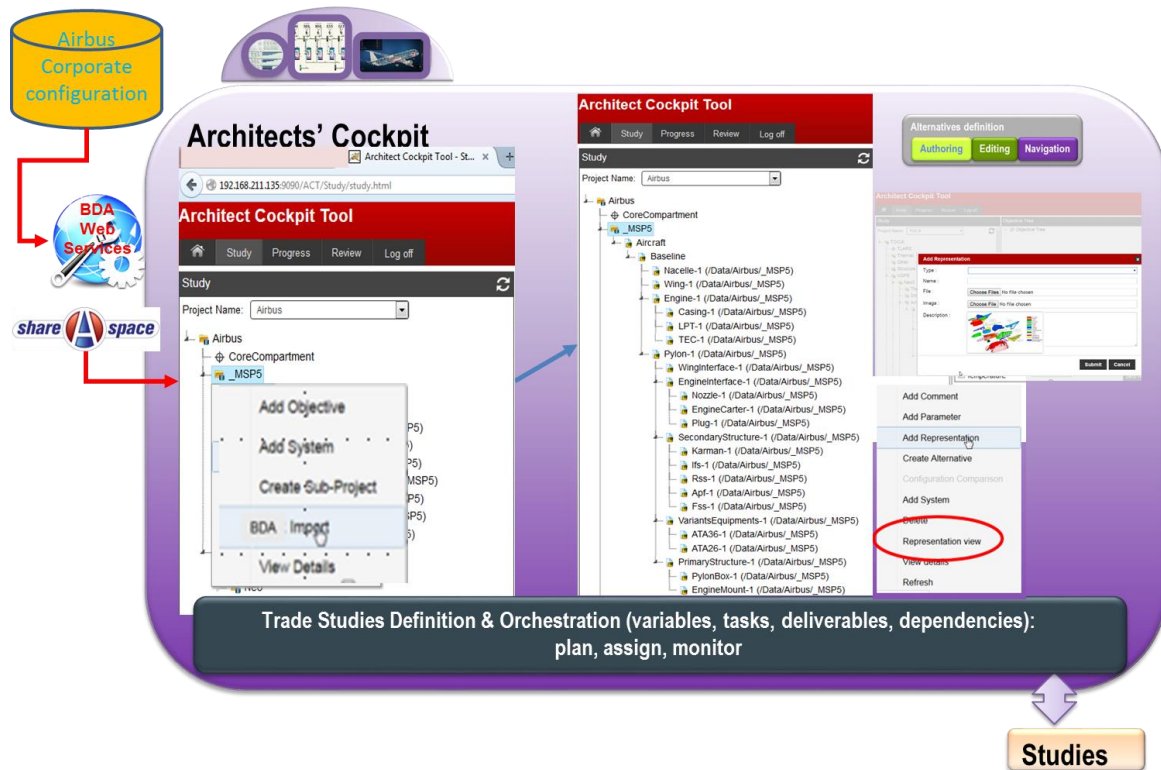 Airbus
Corporate
configuration
BDA
Web
Services
share A space
Architects' Cockpit
Architect Cockpit Tool - St... × +
192.168.211.135:9090/ACT/Study/study.html
Architect Cockpit Tool
Study Progress Review Log off
Study
Project Name: Airbus
Airbus
CoreCompartment
_MSP5
Add Objective
Add System
Create Sub-Project
BDA Import
View Details
P5)
)
P5)
MSP5)
P5)
P5)
5)
Neo
Architect Cockpit Tool
Study Progress Review Log off
Study
Project Name: Airbus
Airbus
CoreCompartment
_MSP5
Aircraft
Baseline
Nacelle-1 (/Data/Airbus/_MSP5)
Wing-1 (/Data/Airbus/_MSP5)
Engine-1 (/Data/Airbus/_MSP5)
Casing-1 (/Data/Airbus/_MSP5)
LPT-1 (/Data/Airbus/_MSP5)
TEC-1 (/Data/Airbus/_MSP5)
Pylon-1 (/Data/Airbus/_MSP5)
WingInterface-1 (/Data/Airbus/_MSP5)
EngineInterface-1 (/Data/Airbus/_MSP5)
Nozzle-1 (/Data/Airbus/_MSP5)
EngineCarter-1 (/Data/Airbus/_MSP5)
Plug-1 (/Data/Airbus/_MSP5)
SecondaryStructure-1 (/Data/Airbus/_MSP5)
Karman-1 (/Data/Airbus/_MSP5)
Ifs-1 (/Data/Airbus/_MSP5)
Rss-1 (/Data/Airbus/_MSP5)
Apf-1 (/Data/Airbus/_MSP5)
Fss-1 (/Data/Airbus/_MSP5)
VariantsEquipments-1 (/Data/Airbus/_MSP5)
ATA36-1 (/Data/Airbus/_MSP5)
ATA26-1 (/Data/Airbus/_MSP5)
PrimaryStructure-1 (/Data/Airbus/_MSP5)
PylonBox-1 (/Data/Airbus/_MSP5)
EngineMount-1 (/Data/Airbus/_MSP5)
Alternatives definition
Authoring Editing Navigation
Architect Cockpit Tool
Add Representation
Type :
Name :
File : Choose Files No file chosen
Image : Choose File No file chosen
Description :
Submit Cancel
Temperature
Add Comment
Add Parameter
Add Representation
Create Alternative
Configuration Comparison
Add System
Delete
Representation view
View details
Refresh
Trade Studies Definition & Orchestration (variables, tasks, deliverables, dependencies):
plan, assign, monitor
Studies